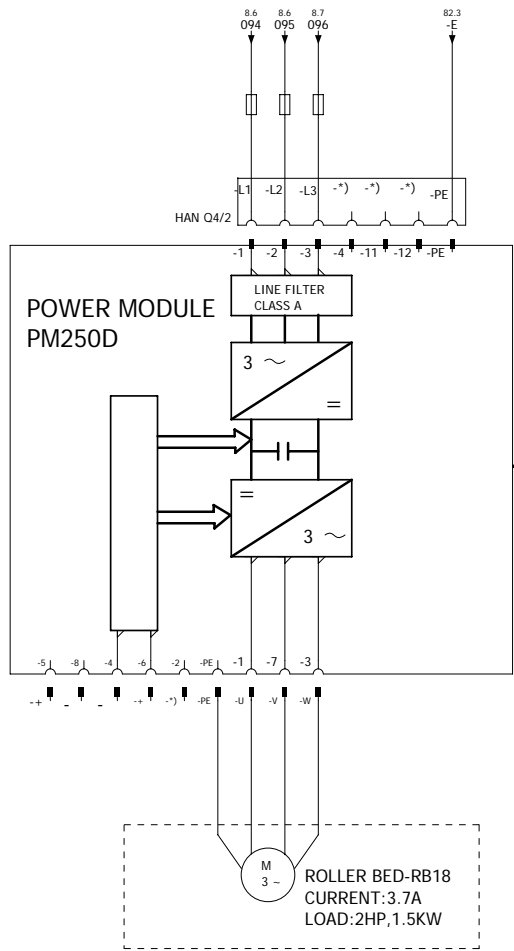 8.6 8.6 8.7 82.3
094 095 096 -E
-L1 -L2 -L3 -*) -*) -*) -PE
HAN Q4/2
-1 -2 -3 -4 -11 -12 -PE
LINE FILTER
CLASS A
POWER MODULE
PM250D
3 ~
=
=
3 ~
-5 -8 -4 -6 -2 -PE -1 -7 -3
-+ - - -+ -*) -PE -U -V -W
M
3 ~
ROLLER BED-RB18
CURRENT:3.7A
LOAD:2HP,1.5KW